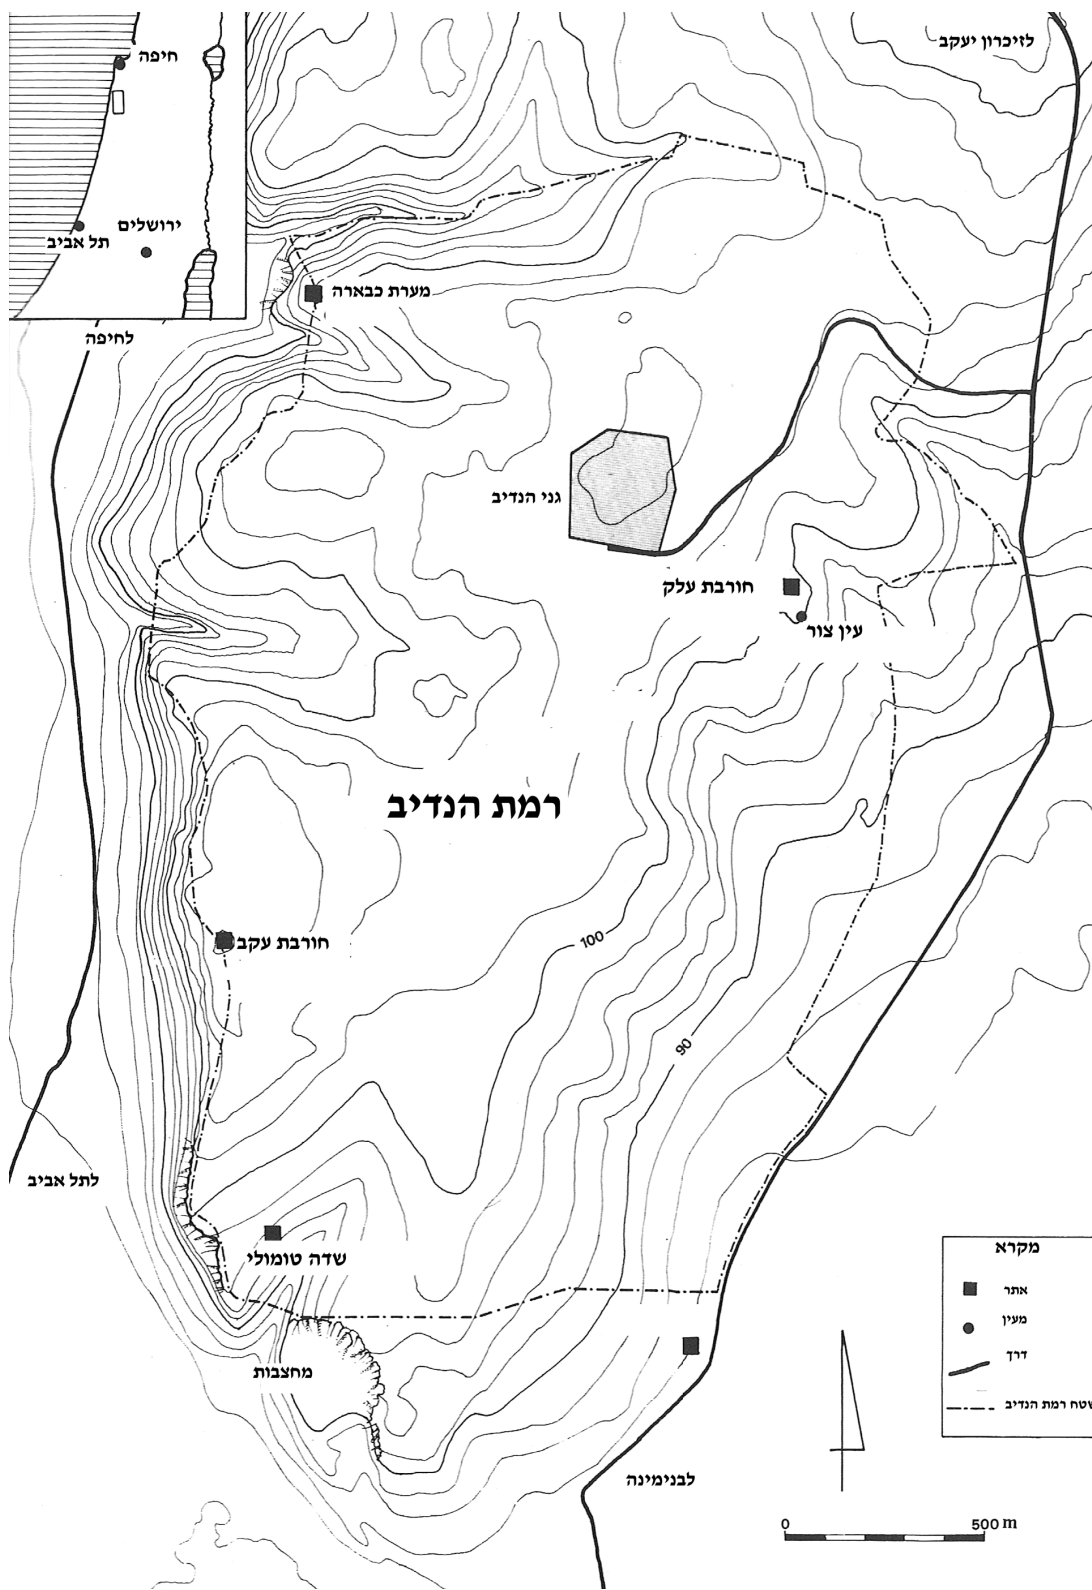 חיפה
ירושלים
תל אביב
לזיכרון יעקב
מערת כבארה
לחיפה
גני הנדיב
חורבת עלק
עין צור
רמת הנדיב
חורבת עקב
100
90
לתל אביב
שדה טומולי
מחצבות
לבנימינה
מקרא
אתר
מעין
דרך
שטח רמת הנדיב
0 500 m